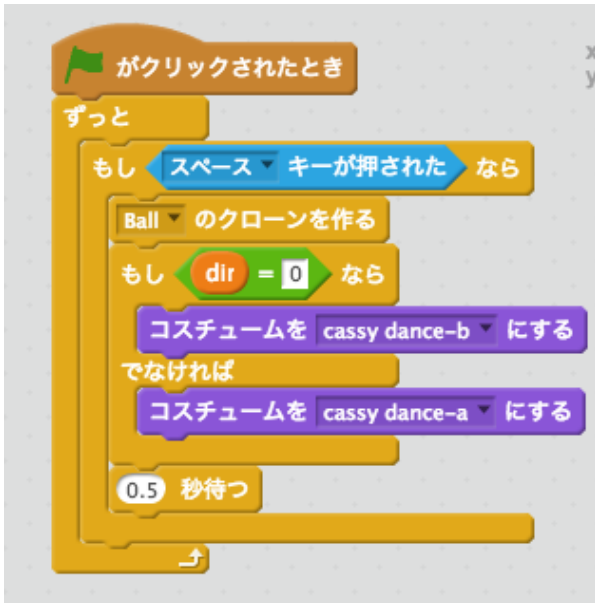 がクリックされたとき
ずっと
もし スペース キーが押された なら
Ball のクローンを作る
もし dir = 0 なら
コスチュームを cassy dance-b にする
でなければ
コスチュームを cassy dance-a にする
0.5 秒待つ
x
y